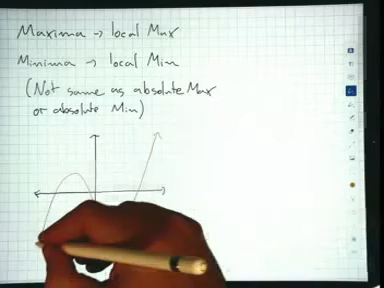 Maxima → local Max
Minima → local Min
(Not same as absolute Max
or absolute Min)